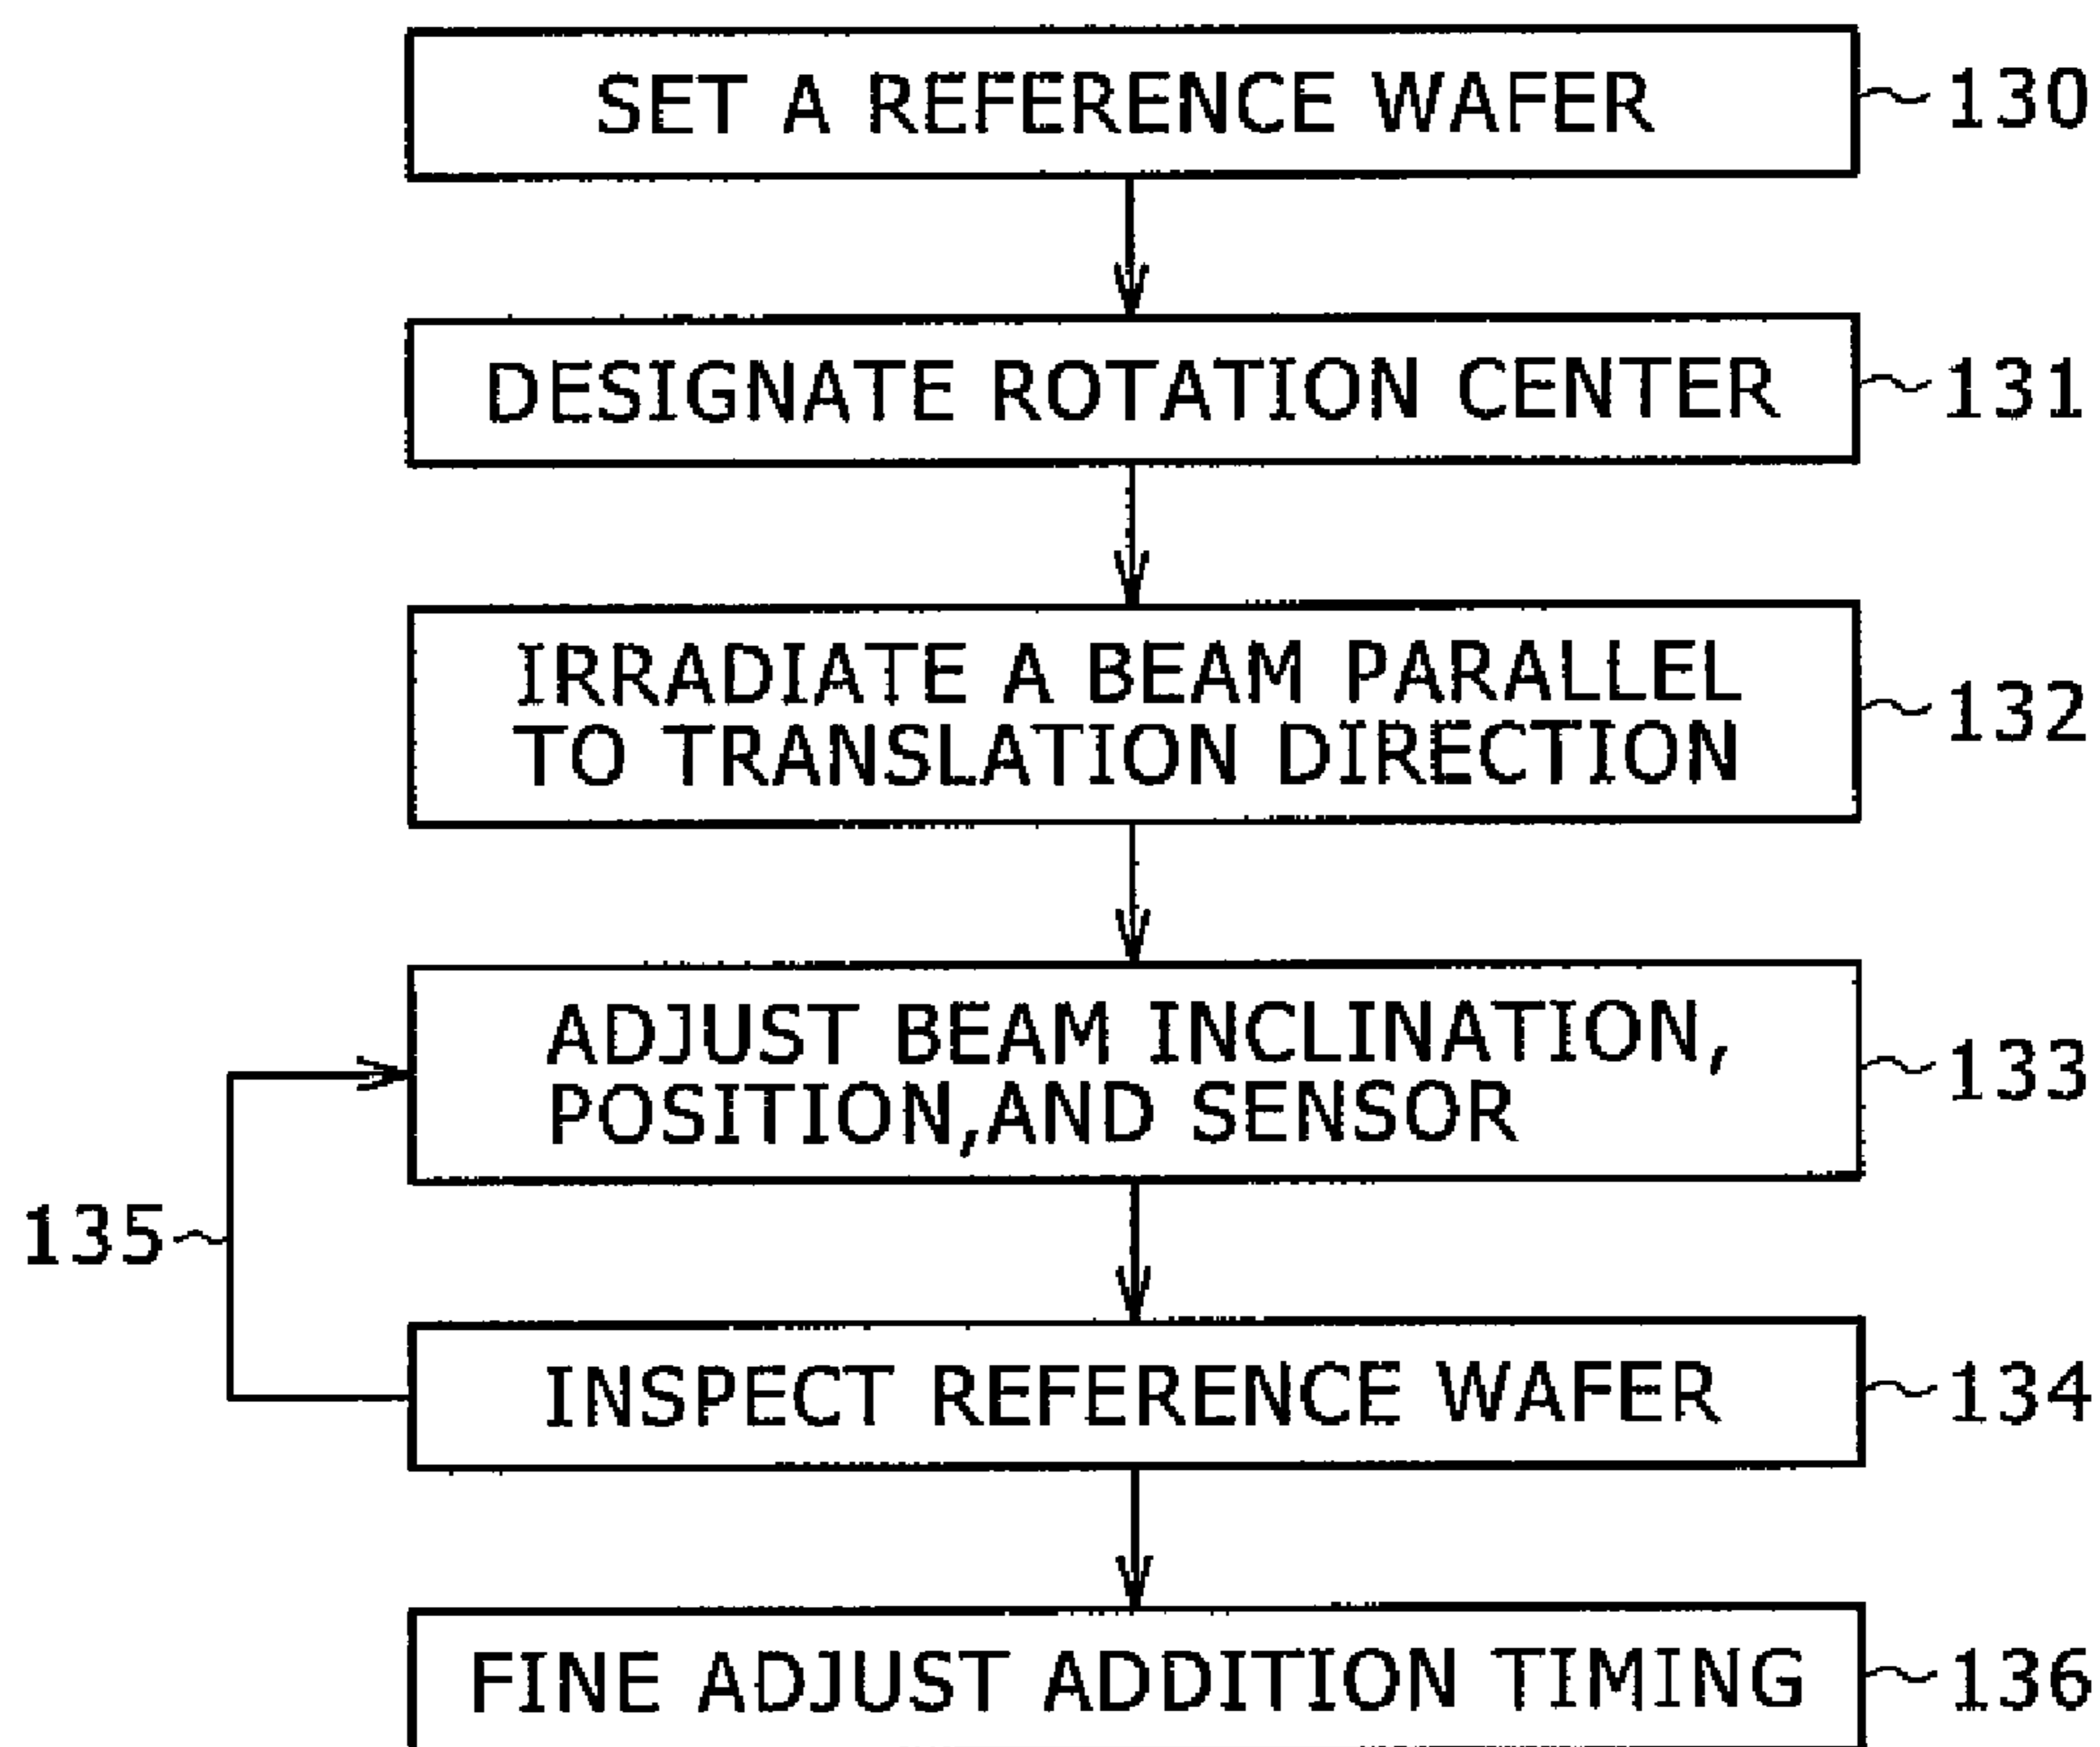 SET A REFERENCE WAFER
130
DESIGNATE ROTATION CENTER
131
IRRADIATE A BEAM PARALLEL
TO TRANSLATION DIRECTION
132
ADJUST BEAM INCLINATION,
POSITION,AND SENSOR
133
135
INSPECT REFERENCE WAFER
134
FINE ADJUST ADDITION TIMING
136